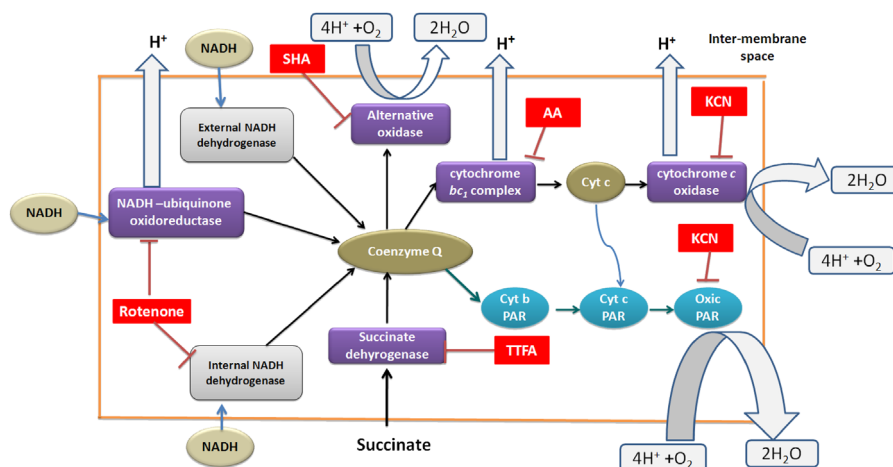 4H⁺ +O₂
2H₂O
H⁺
H⁺
H⁺
Inter-membrane
space
NADH
SHA
KCN
AA
External NADH
dehydrogenase
Alternative
oxidase
cytochrome
bc₁ complex
Cyt c
cytochrome c
oxidase
2H₂O
NADH
NADH –ubiquinone
oxidoreductase
KCN
Coenzyme Q
4H⁺ +O₂
Rotenone
Cyt b
PAR
Cyt c
PAR
Oxic
PAR
Internal NADH
dehydrogenase
Succinate
dehyrogenase
TTFA
NADH
Succinate
4H⁺ +O₂
2H₂O